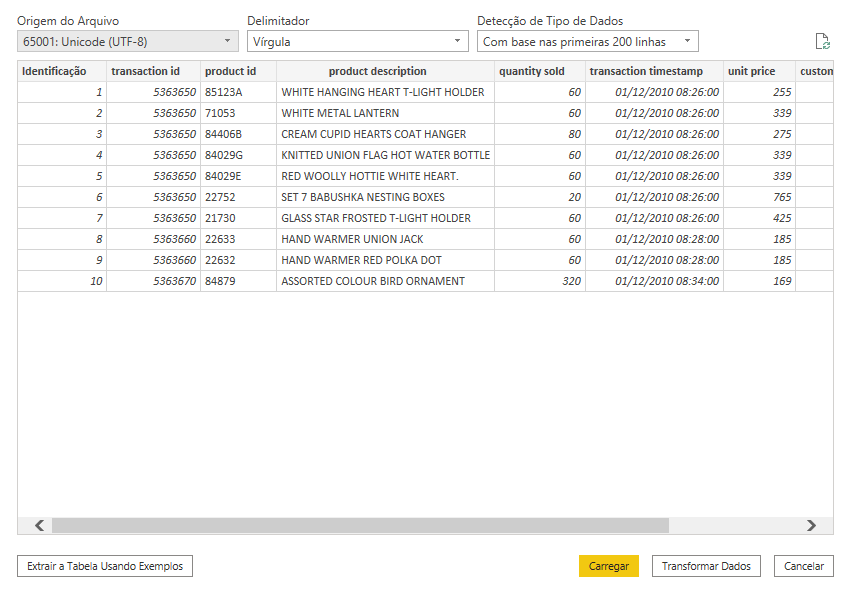 Origem do Arquivo Delimitador Detecção de Tipo de Dados
65001: Unicode (UTF-8) Vírgula Com base nas primeiras 200 linhas
Identificação transaction id product id product description quantity sold transaction timestamp unit price custom
1 5363650 85123A WHITE HANGING HEART T-LIGHT HOLDER 60 01/12/2010 08:26:00 255
2 5363650 71053 WHITE METAL LANTERN 60 01/12/2010 08:26:00 339
3 5363650 84406B CREAM CUPID HEARTS COAT HANGER 80 01/12/2010 08:26:00 275
4 5363650 84029G KNITTED UNION FLAG HOT WATER BOTTLE 60 01/12/2010 08:26:00 339
5 5363650 84029E RED WOOLLY HOTTIE WHITE HEART. 60 01/12/2010 08:26:00 339
6 5363650 22752 SET 7 BABUSHKA NESTING BOXES 20 01/12/2010 08:26:00 765
7 5363650 21730 GLASS STAR FROSTED T-LIGHT HOLDER 60 01/12/2010 08:26:00 425
8 5363660 22633 HAND WARMER UNION JACK 60 01/12/2010 08:28:00 185
9 5363660 22632 HAND WARMER RED POLKA DOT 60 01/12/2010 08:28:00 185
10 5363670 84879 ASSORTED COLOUR BIRD ORNAMENT 320 01/12/2010 08:34:00 169
Extrair a Tabela Usando Exemplos Carregar Transformar Dados Cancelar